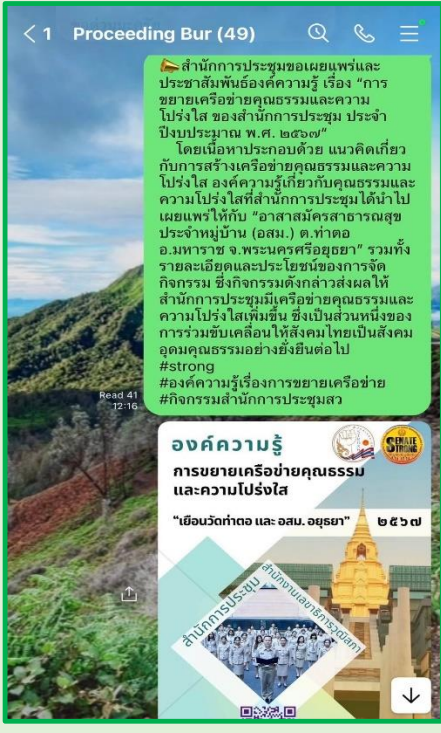 1 Proceeding Bur (49)
สำนักการประชุมขอเผยแพร่และ
ประชาสัมพันธ์องค์ความรู้ เรื่อง “การ
ขยายเครือข่ายคุณธรรมและความ
โปร่งใส ของสำนักการประชุม ประจำ
ปีงบประมาณ พ.ศ. ๒๕๖๗”
โดยเนื้อหาประกอบด้วย แนวคิดเกี่ยว
กับการสร้างเครือข่ายคุณธรรมและความ
โปร่งใส องค์ความรู้เกี่ยวกับคุณธรรมและ
ความโปร่งใสที่สำนักการประชุมได้นำไป
เผยแพร่ให้กับ “อาสาสมัครสาธารณสุข
ประจำหมู่บ้าน (อสม.) ต.ท่าตอ
อ.มหาราช จ.พระนครศรีอยุธยา” รวมทั้ง
รายละเอียดและประโยชน์ของการจัด
กิจกรรม ซึ่งกิจกรรมดังกล่าวส่งผลให้
สำนักการประชุมมีเครือข่ายคุณธรรมและ
ความโปร่งใสเพิ่มขึ้น ซึ่งเป็นส่วนหนึ่งของ
การร่วมขับเคลื่อนให้สังคมไทยเป็นสังคม
อุดมคุณธรรมอย่างยั่งยืนต่อไป
#strong
#องค์ความรู้เรื่องการขยายเครือข่าย
#กิจกรรมสำนักการประชุมสว
Read 41
12:16
องค์ความรู้
SENATE
STRONG
การขยายเครือข่ายคุณธรรม
และความโปร่งใส
“เยือนวัดท่าตอ และ อสม. อยุธยา”
๒๕๖๗
สำนักการประชุม
สำนักงานเลขาธิการวุฒิสภา